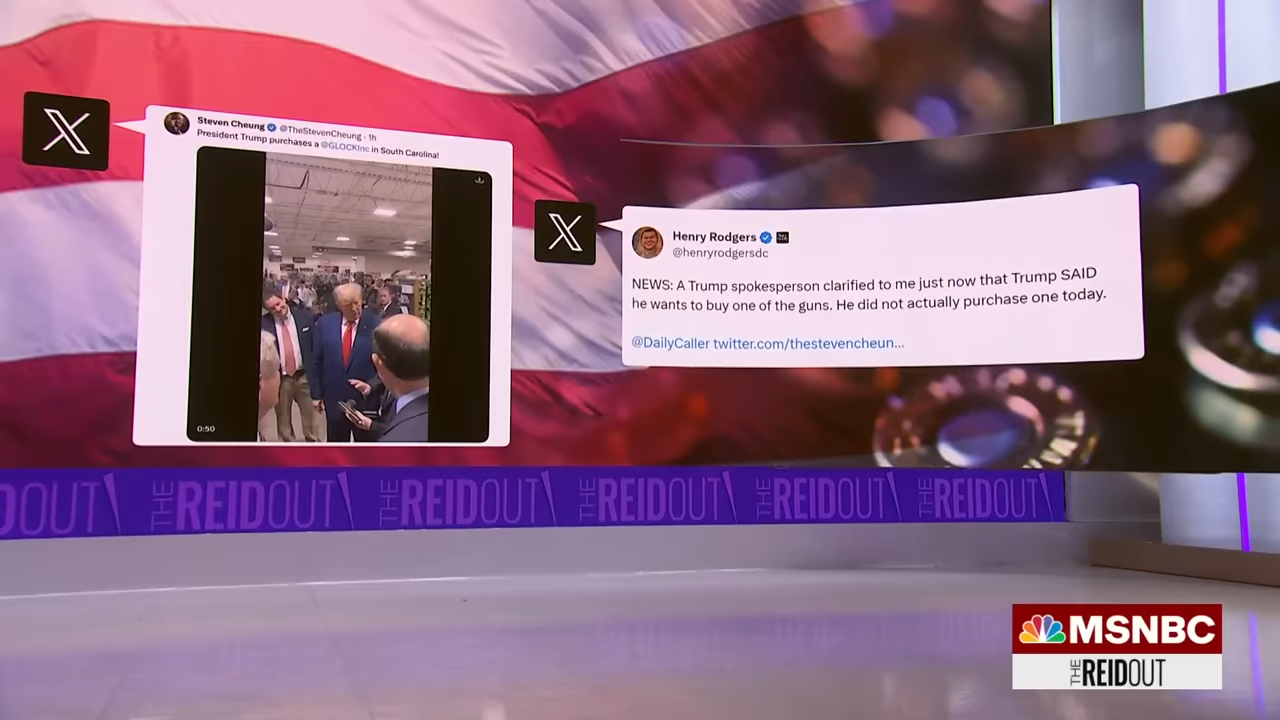 Steven Cheung @TheStevenCheung · 1h
President Trump purchases a @GLOCKInc in South Carolina!
0:50
Henry Rodgers
@henryrodgersdc
NEWS: A Trump spokesperson clarified to me just now that Trump SAID
he wants to buy one of the guns. He did not actually purchase one today.
@DailyCaller twitter.com/thestevencheun...
OUT THE REIDOUT THE REIDOUT THE REIDOUT THE REIDOUT THE REIDOUT
MSNBC
THE REIDOUT